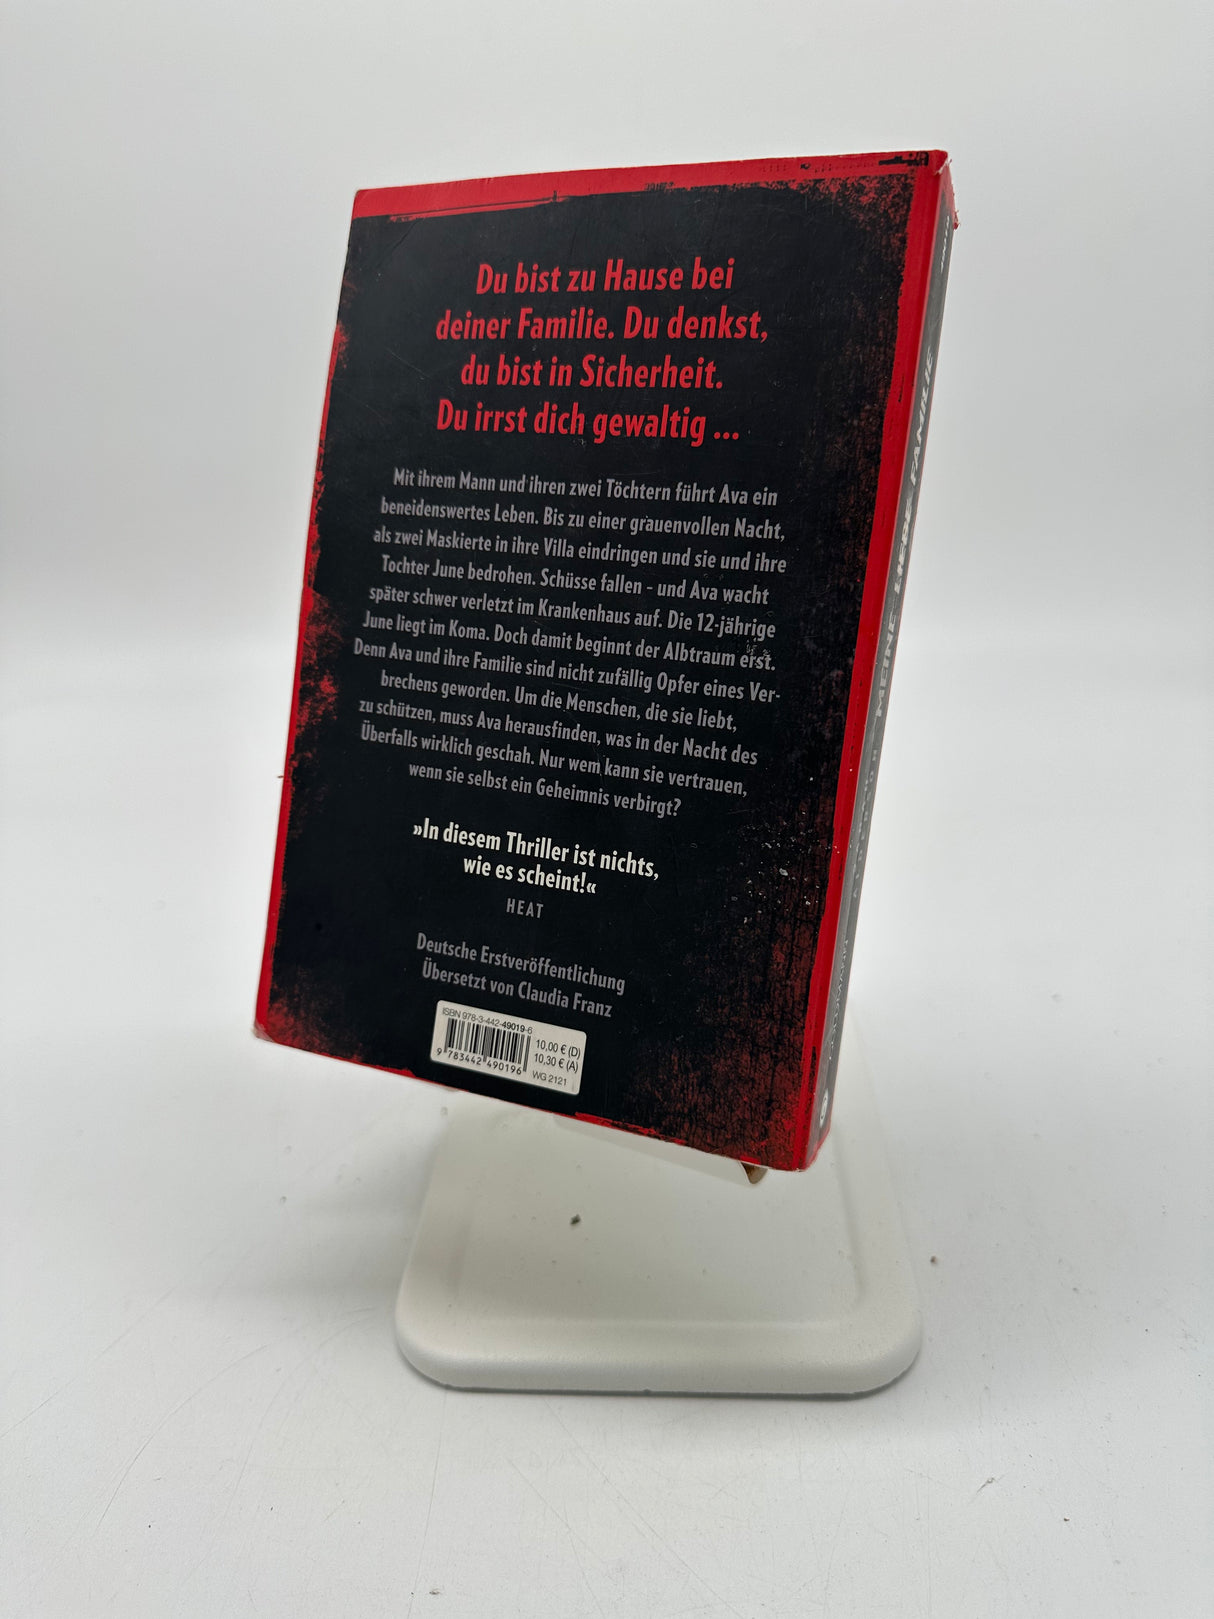 Du bist zu Hause bei
deiner Familie. Du denkst,
du bist in Sicherheit.
Du irrst dich gewaltig ...
Mit ihrem Mann und ihren zwei Töchtern führt Ava ein
beneidenswertes Leben. Bis zu einer grauenvollen Nacht,
als zwei Maskierte in ihre Villa eindringen und sie und ihre
Tochter June bedrohen. Schüsse fallen – und Ava wacht
später schwer verletzt im Krankenhaus auf. Die 12-jährige
June liegt im Koma. Doch damit beginnt der Albtraum erst.
Denn Ava und ihre Familie sind nicht zufällig Opfer eines Ver-
brechens geworden. Um die Menschen, die sie liebt,
zu schützen, muss Ava herausfinden, was in der Nacht des
Überfalls wirklich geschah. Nur wem kann sie vertrauen,
wenn sie selbst ein Geheimnis verbirgt?
»In diesem Thriller ist nichts,
wie es scheint!«
HEAT
Deutsche Erstveröffentlichung
Übersetzt von Claudia Franz
ISBN 978-3-442-49019-6
10,00 € (D)
10,30 € (A)
9 783442 490196
WG 2121
49019
MEINE LIEBE FAMILIE
GOLDMANN